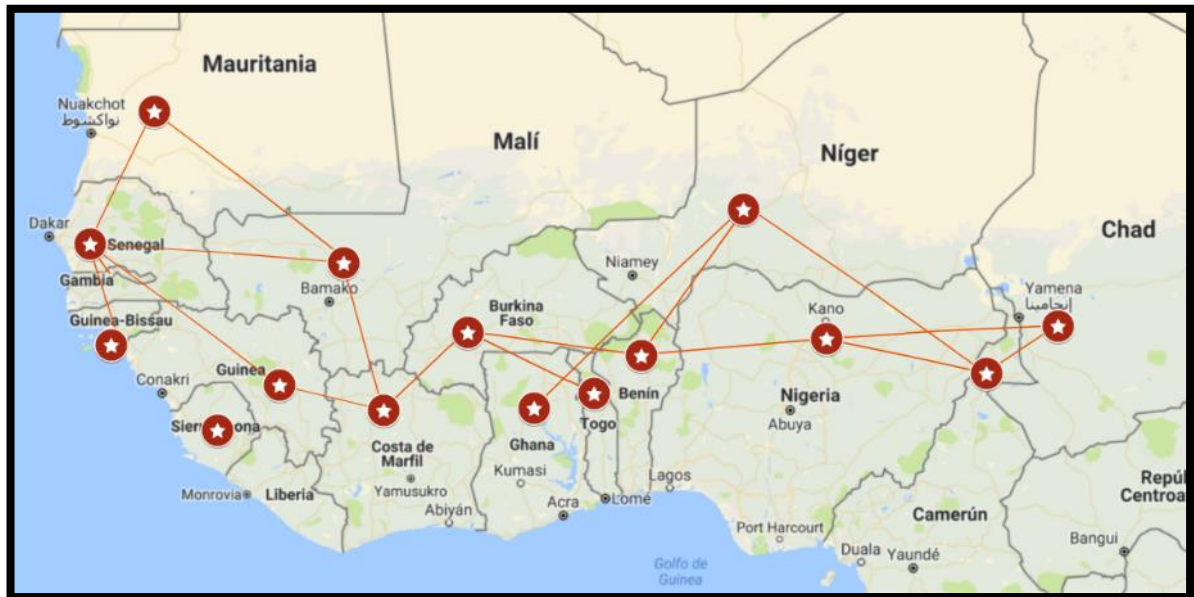 Mauritania
Nuakchot
نواكشوط
Malí
Níger
Chad
Dakar
Senegal
Gambia
Bamako
Niamey
Yamena
إنجامينا
Guinea-Bissau
Burkina
Faso
Kano
Conakri
Guinea
Benín
Nigeria
Abuya
Togo
Ghana
Costa de
Marfil
Kumasi
Yamusukro
Monrovia
Liberia
Abiyán
Acra
Lomé
Lagos
Port Harcourt
Camerún
Repúl
Centroa
Bangui
Duala
Yaundé
Golfo de
Guinea